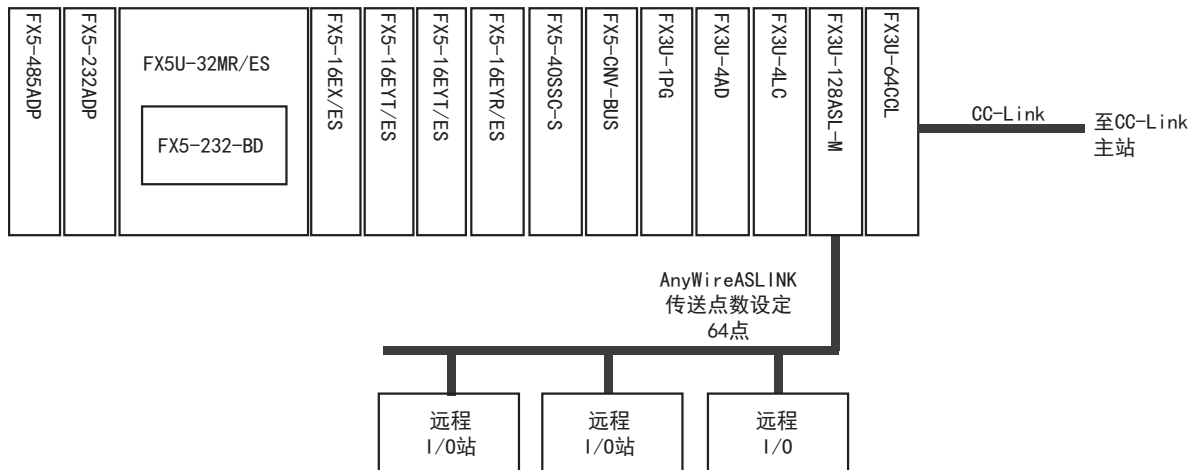 FX5-485ADP
FX5-232ADP
FX5U-32MR/ES
FX5-232-BD
FX5-16EX/ES
FX5-16EYT/ES
FX5-16EYT/ES
FX5-16EYR/ES
FX5-40SSC-S
FX5-CNV-BUS
FX3U-1PG
FX3U-4AD
FX3U-4LC
FX3U-128ASL-M
FX3U-64CCL
CC-Link
至CC-Link
主站
AnyWireASLINK
传送点数设定
64点
远程
I/O站
远程
I/O站
远程
I/O